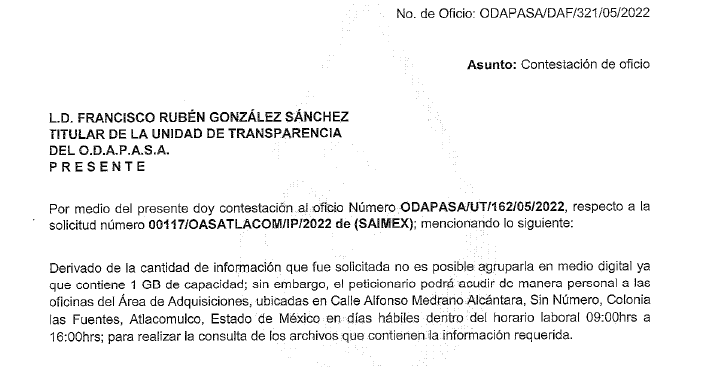 No. de Oficio: ODAPASA/DAF/321/05/2022
Asunto: Contestación de oficio
L.D. FRANCISCO RUBÉN GONZÁLEZ SÁNCHEZ
TITULAR DE LA UNIDAD DE TRANSPARENCIA
DEL O.D.A.P.A.S.A.
P R E S E N T E
Por medio del presente doy contestación al oficio Número ODAPASA/UT/162/05/2022, respecto a la
solicitud número 00117/OASATLACOM/IP/2022 de (SAIMEX); mencionando lo siguiente:
Derivado de la cantidad de información que fue solicitada no es posible agruparla en medio digital ya
que contiene 1 GB de capacidad; sin embargo, el peticionario podrá acudir de manera personal a las
oficinas del Área de Adquisiciones, ubicadas en Calle Alfonso Medrano Alcántara, Sin Número, Colonia
las Fuentes, Atlacomulco, Estado de México en días hábiles dentro del horario laboral 09:00hrs a
16:00hrs; para realizar la consulta de los archivos que contienen la información requerida.